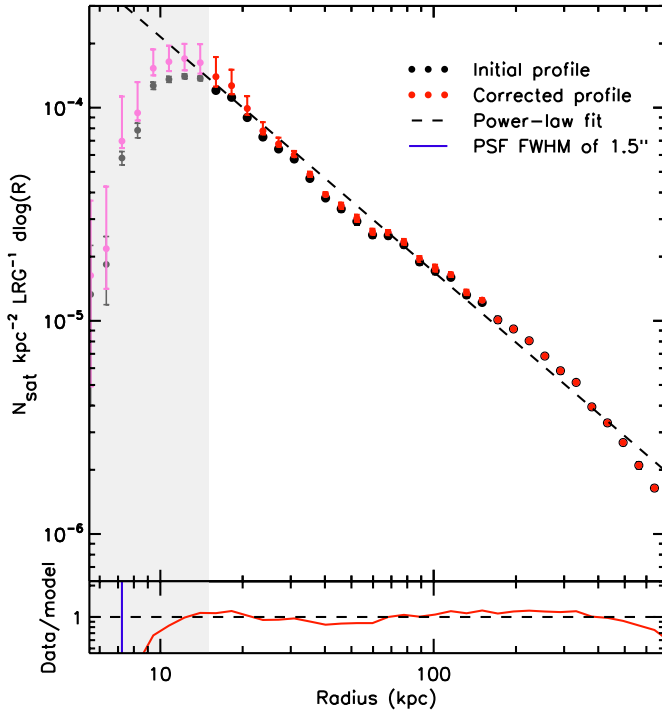 Initial profile
Corrected profile
Power-law fit
PSF FWHM of 1.5"
N_sat kpc^-2 LRG^-1 dlog(R)
10^-4
10^-5
10^-6
Data/model
1
10
100
Radius (kpc)